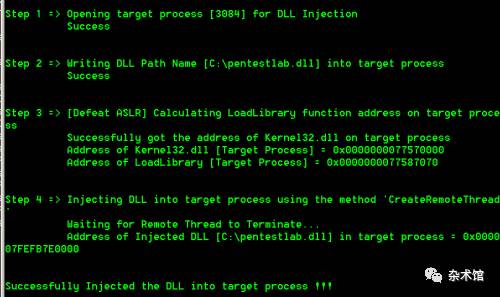 Step 1 => Opening target process [3084] for DLL Injection
Success
Step 2 => Writing DLL Path Name [C:\pentestlab.dll] into target process
Success
Step 3 => [Defeat ASLR] Calculating LoadLibrary function address on target proce
ss
Successfully got the address of Kernel32.dll on target process
Address of Kernel32.dll [Target Process] = 0x0000000077570000
Address of LoadLibrary [Target Process] = 0x0000000077587070
Step 4 => Injecting DLL into target process using the method 'CreateRemoteThread
'
Waiting for Remote Thread to Terminate...
Address of Injected DLL [C:\pentestlab.dll] in target process = 0x0000
07FEFB7E0000
Successfully Injected the DLL into target process !!!
杂术馆